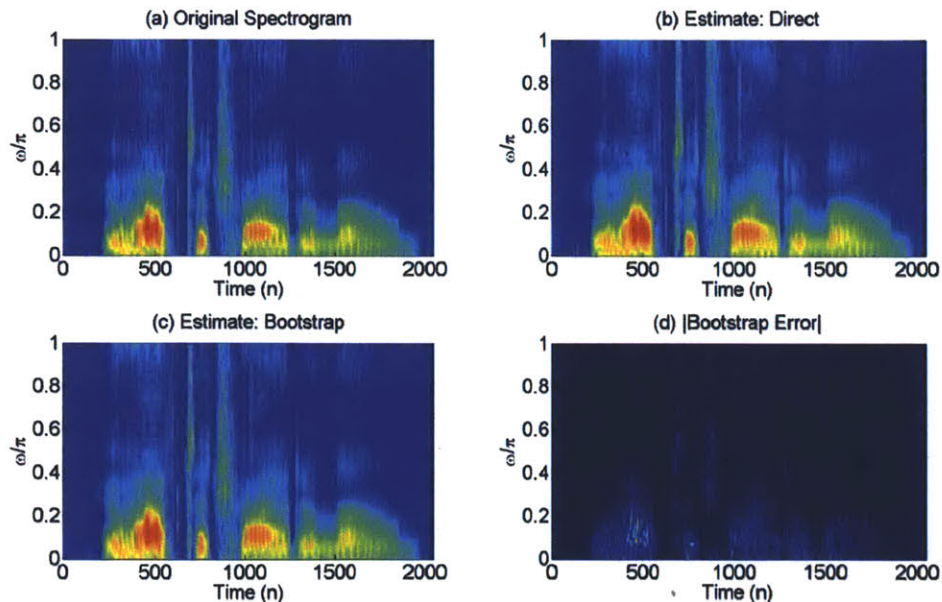 (a) Original Spectrogram
1
0.8
0.6
0.4
0.2
0
ω/π
0 500 1000 1500 2000
Time (n)
(b) Estimate: Direct
1
0.8
0.6
0.4
0.2
0
ω/π
0 500 1000 1500 2000
Time (n)
(c) Estimate: Bootstrap
1
0.8
0.6
0.4
0.2
0
ω/π
0 500 1000 1500 2000
Time (n)
(d) |Bootstrap Error|
1
0.8
0.6
0.4
0.2
0
ω/π
0 500 1000 1500 2000
Time (n)